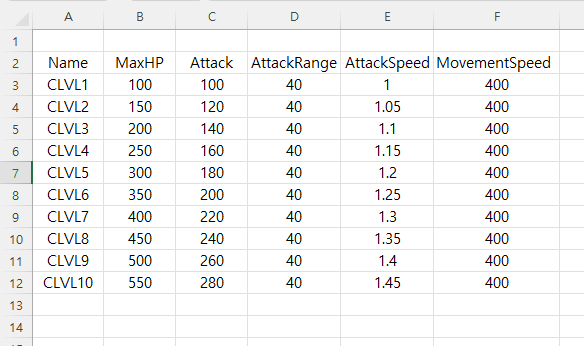 A B C D E F
1
2 Name MaxHP Attack AttackRange AttackSpeed MovementSpeed
3 CLVL1 100 100 40 1 400
4 CLVL2 150 120 40 1.05 400
5 CLVL3 200 140 40 1.1 400
6 CLVL4 250 160 40 1.15 400
7 CLVL5 300 180 40 1.2 400
8 CLVL6 350 200 40 1.25 400
9 CLVL7 400 220 40 1.3 400
10 CLVL8 450 240 40 1.35 400
11 CLVL9 500 260 40 1.4 400
12 CLVL10 550 280 40 1.45 400
13
14